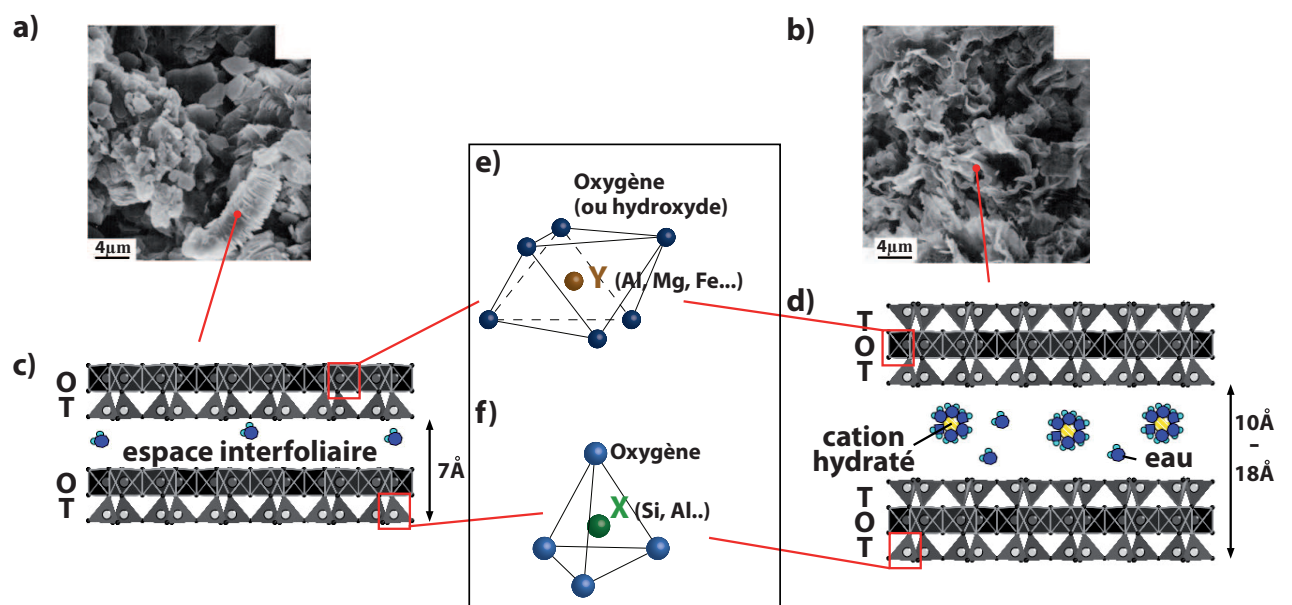 a)
4µm
b)
4µm
e)
Oxygène
(ou hydroxyde)
Y (Al, Mg, Fe...)
c)
O
T
espace interfoliaire
7Å
O
T
f)
Oxygène
X (Si, Al..)
d)
T
O
T
cation
hydraté
eau
10Å
–
18Å
T
O
T